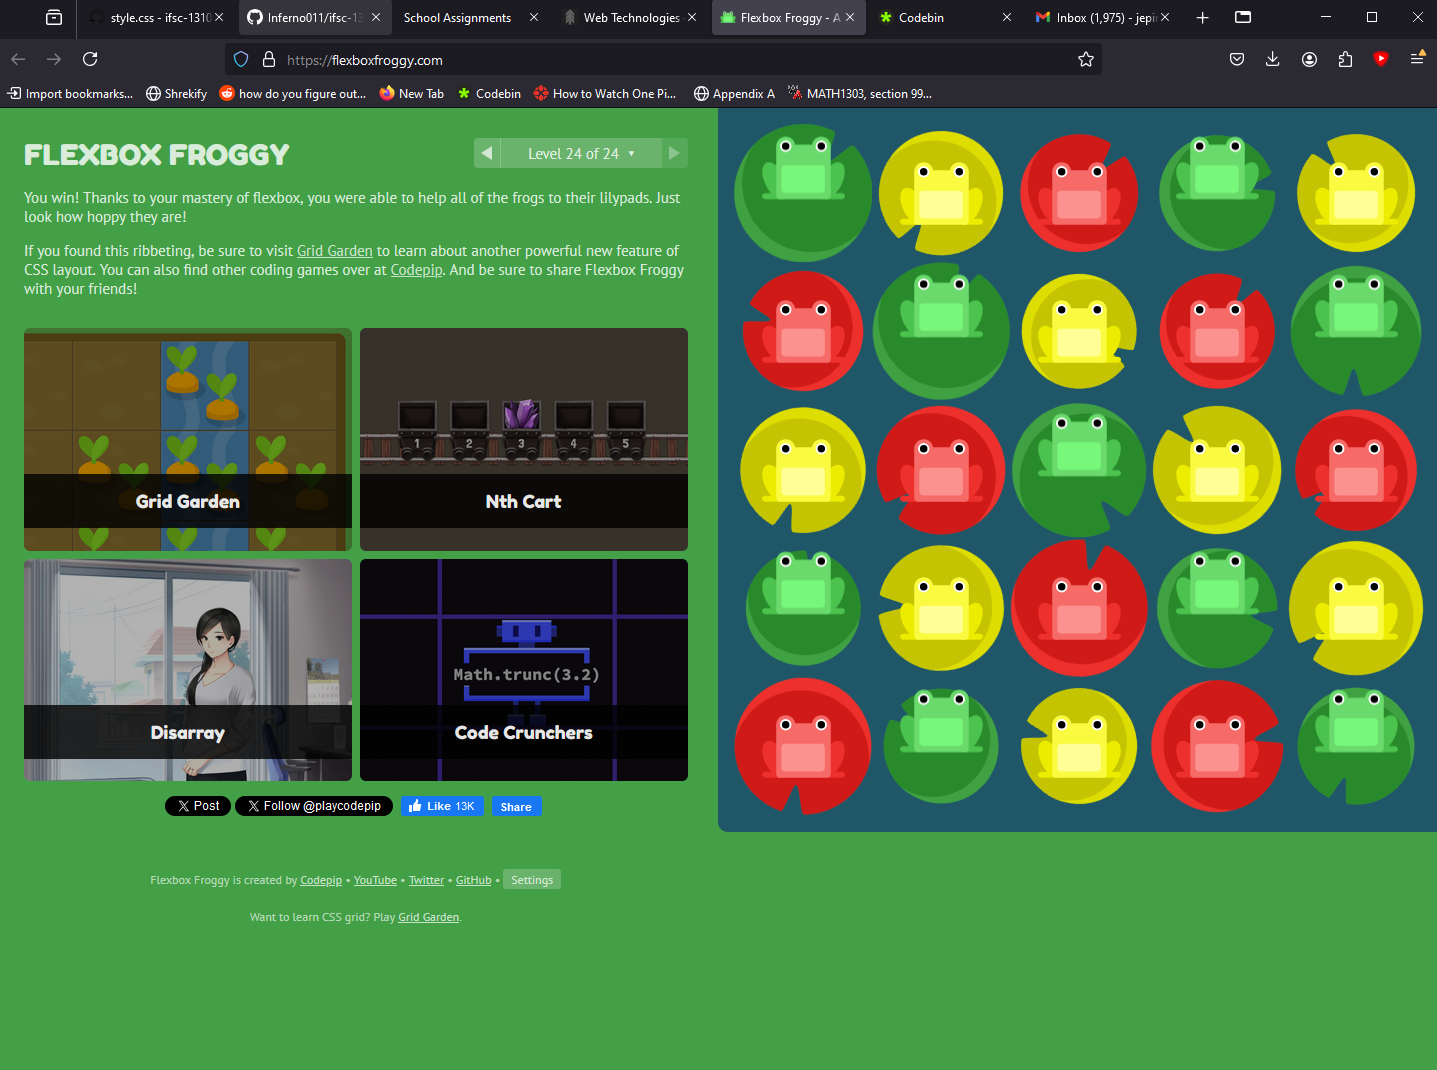 style.css - ifsc-1310
Inferno011/ifsc-13
School Assignments
Web Technologies
Flexbox Froggy - A
Codebin
Inbox (1,975) - jepi
https://flexboxfroggy.com
Import bookmarks...
Shrekify
how do you figure out...
New Tab
Codebin
How to Watch One Pi...
Appendix A
MATH1303, section 99...
FLEXBOX FROGGY
Level 24 of 24
You win! Thanks to your mastery of flexbox, you were able to help all of the frogs to their lilypads. Just
look how hoppy they are!
If you found this ribbeting, be sure to visit Grid Garden to learn about another powerful new feature of
CSS layout. You can also find other coding games over at Codepip. And be sure to share Flexbox Froggy
with your friends!
1 2 3 4 5
Grid Garden
Nth Cart
Math.trunc(3.2)
Disarray
Code Crunchers
X Post
X Follow @playcodepip
Like 13K
Share
Flexbox Froggy is created by Codepip • YouTube • Twitter • GitHub • Settings
Want to learn CSS grid? Play Grid Garden.